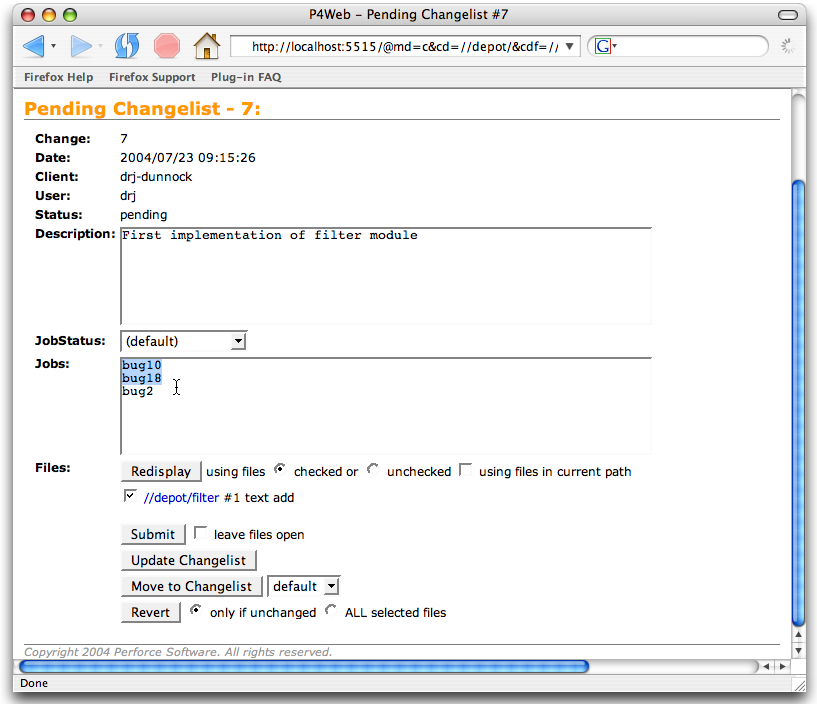 P4Web – Pending Changelist #7
http://localhost:5515/@md=c&cd=//depot/&cdf=//
G
Firefox Help Firefox Support Plug-in FAQ
Pending Changelist - 7:
Change: 7
Date: 2004/07/23 09:15:26
Client: drj-dunnock
User: drj
Status: pending
Description: First implementation of filter module
JobStatus: (default)
Jobs: bug10
bug18
bug2
Files: Redisplay using files checked or unchecked using files in current path
//depot/filter #1 text add
Submit leave files open
Update Changelist
Move to Changelist default
Revert only if unchanged ALL selected files
Copyright 2004 Perforce Software. All rights reserved.
Done